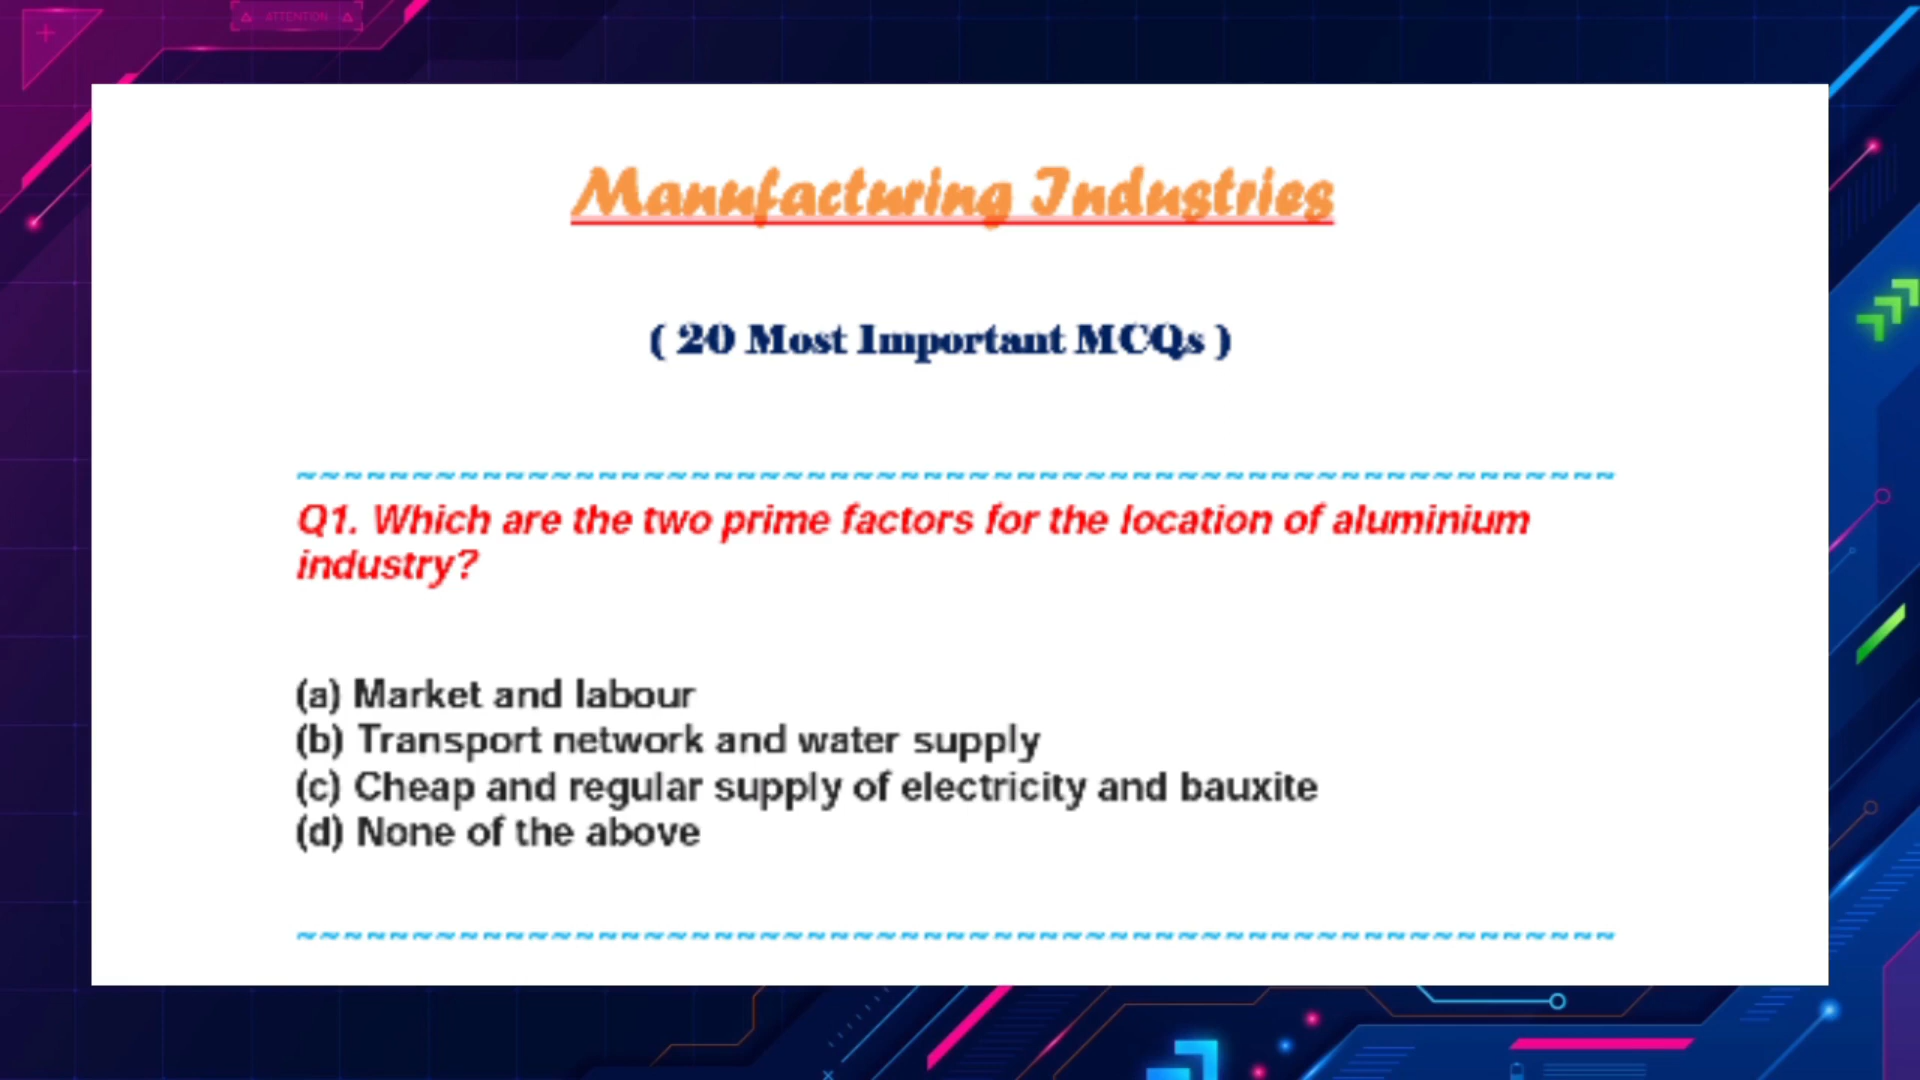 ATTENTION
Manufacturing Industries
( 20 Most Important MCQs )
~~~~~~~~~~~~~~~~~~~~~~~~~~~~~~~~~~~~~~~~~~~~~~~~~~~~~~~~~
Q1. Which are the two prime factors for the location of aluminium
industry?
(a) Market and labour
(b) Transport network and water supply
(c) Cheap and regular supply of electricity and bauxite
(d) None of the above
~~~~~~~~~~~~~~~~~~~~~~~~~~~~~~~~~~~~~~~~~~~~~~~~~~~~~~~~~